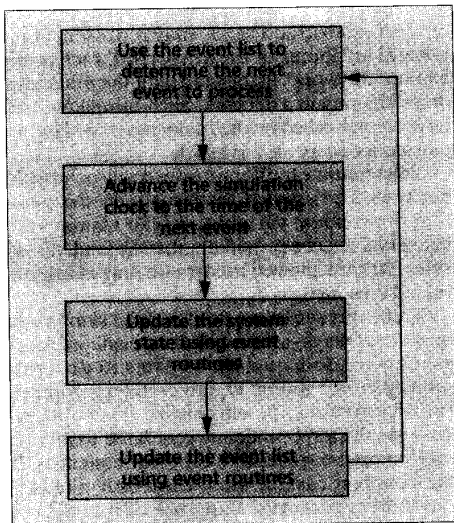 Use the event list to
determine the next
event to process
Advance the simulation
clock to the time of the
next event
Update the system
state using event
routines
Update the event list
using event routines